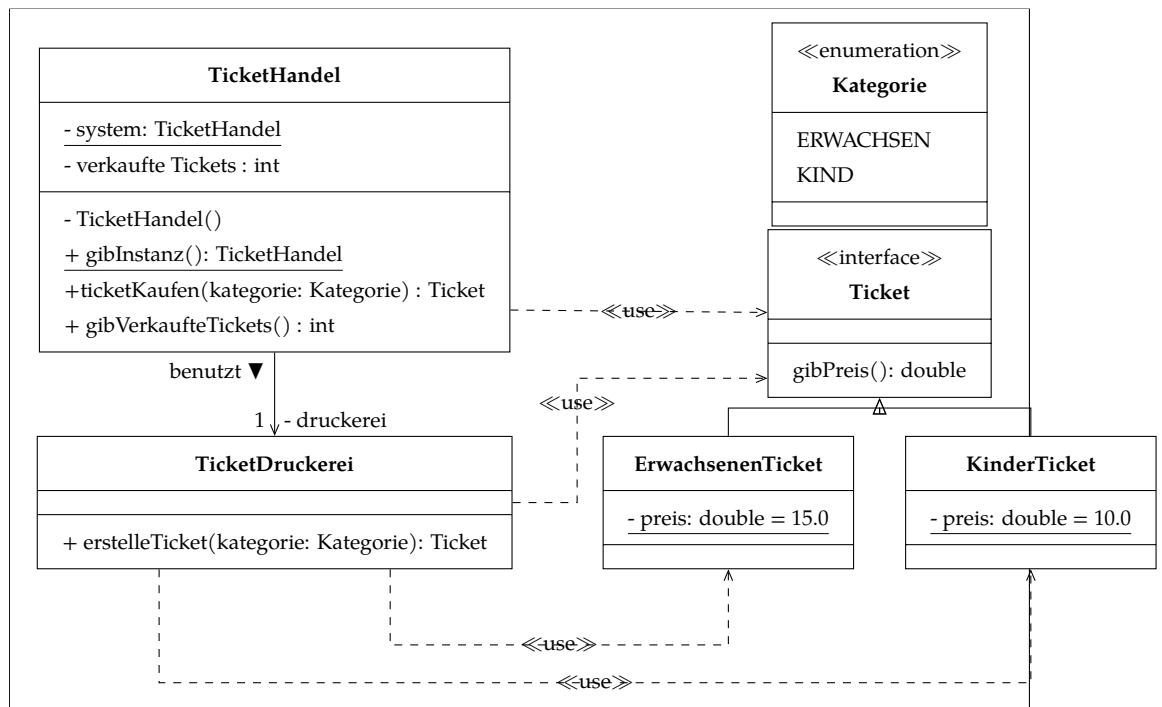 TicketHandel
- system: TicketHandel
- verkaufte Tickets : int
- TicketHandel()
+ gibInstanz(): TicketHandel
+ticketKaufen(kategorie: Kategorie) : Ticket
+ gibVerkaufteTickets() : int
≪enumeration≫
Kategorie
ERWACHSEN
KIND
≪interface≫
Ticket
gibPreis(): double
≪use≫
benutzt ▼
≪use≫
1 - druckerei
TicketDruckerei
+ erstelleTicket(kategorie: Kategorie): Ticket
ErwachsenenTicket
- preis: double = 15.0
KinderTicket
- preis: double = 10.0
≪use≫
≪use≫